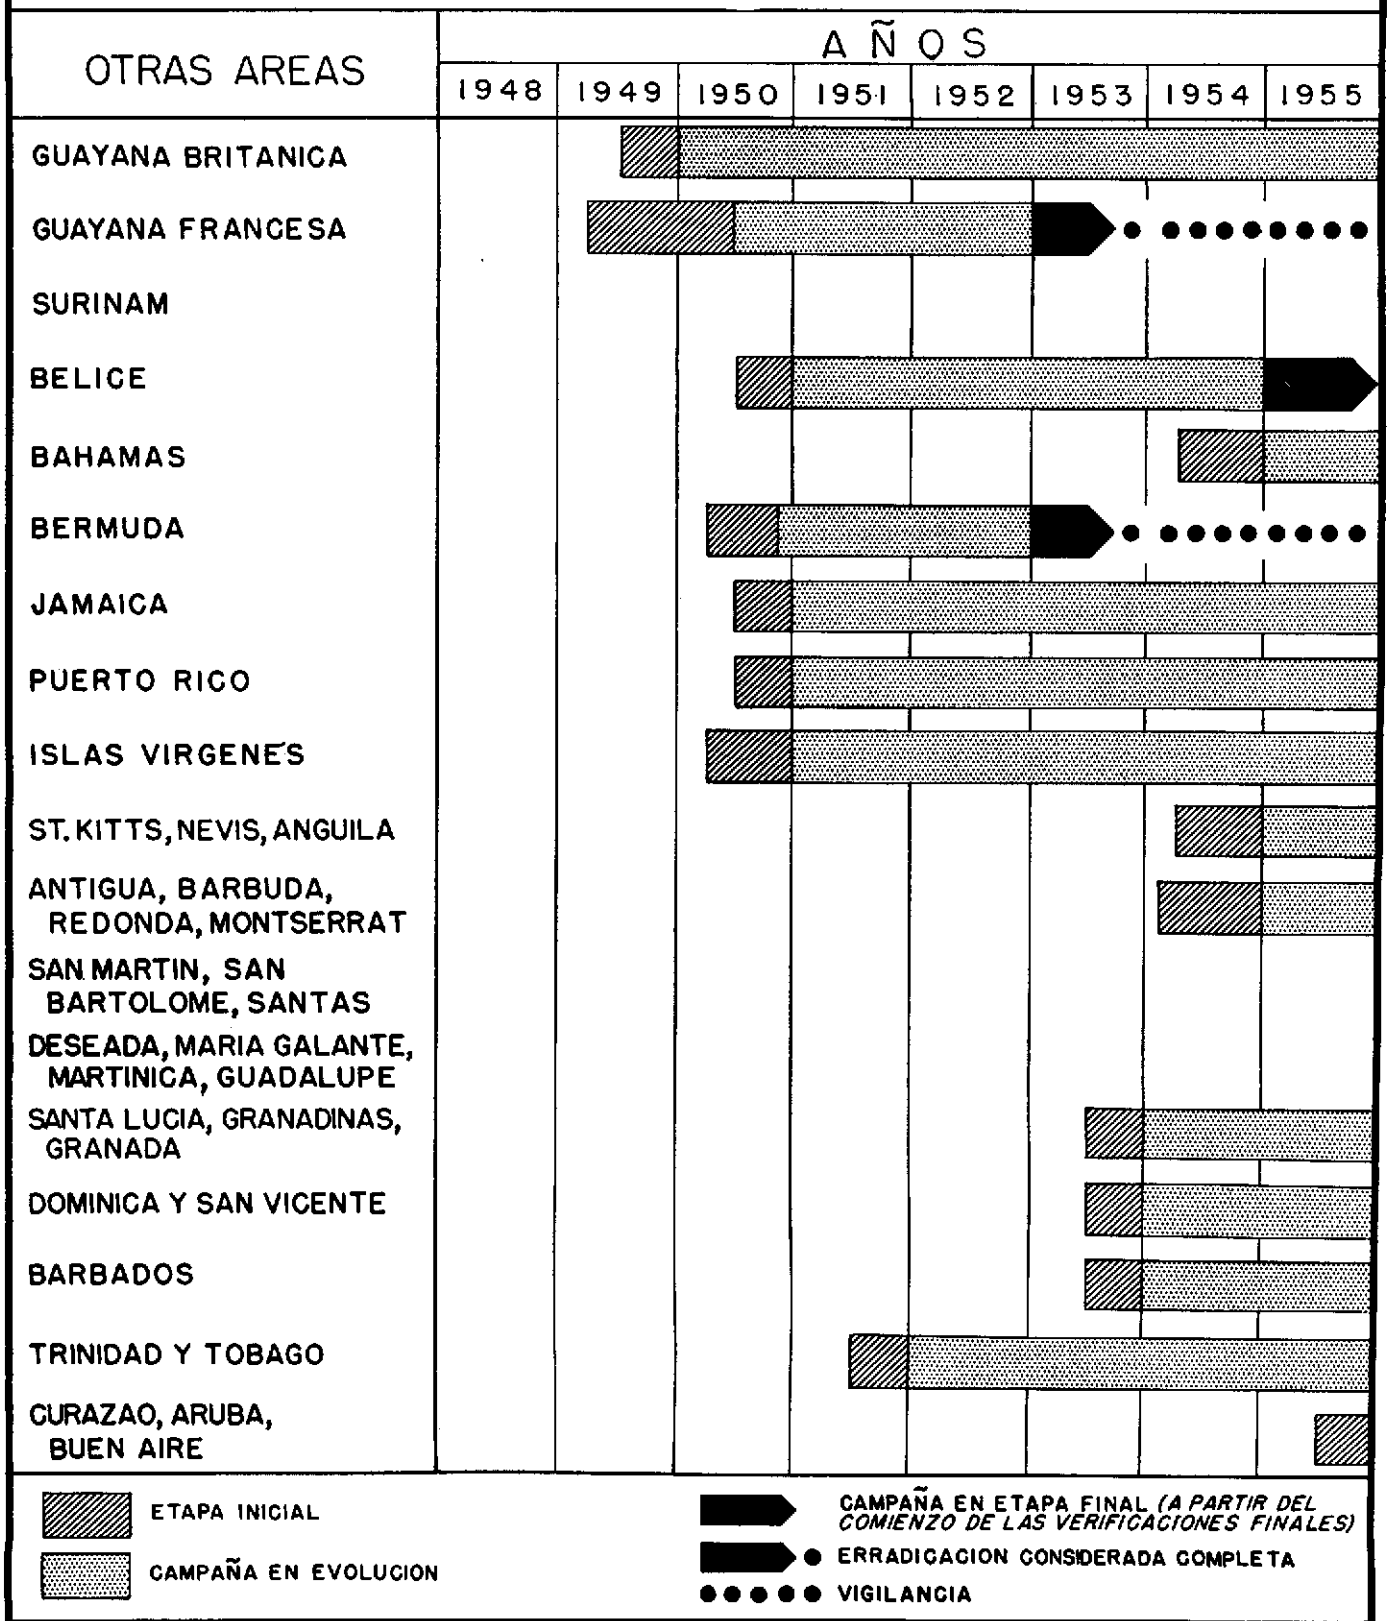 OTRAS AREAS
AÑOS
1948 1949 1950 1951 1952 1953 1954 1955
GUAYANA BRITANICA
GUAYANA FRANCESA
SURINAM
BELICE
BAHAMAS
BERMUDA
JAMAICA
PUERTO RICO
ISLAS VIRGENES
ST. KITTS, NEVIS, ANGUILA
ANTIGUA, BARBUDA,
REDONDA, MONTSERRAT
SAN MARTIN, SAN
BARTOLOME, SANTAS
DESEADA, MARIA GALANTE,
MARTINICA, GUADALUPE
SANTA LUCIA, GRANADINAS,
GRANADA
DOMINICA Y SAN VICENTE
BARBADOS
TRINIDAD Y TOBAGO
CURAZAO, ARUBA,
BUEN AIRE
ETAPA INICIAL
CAMPAÑA EN EVOLUCION
CAMPAÑA EN ETAPA FINAL (A PARTIR DEL
COMIENZO DE LAS VERIFICACIONES FINALES)
ERRADICACION CONSIDERADA COMPLETA
VIGILANCIA